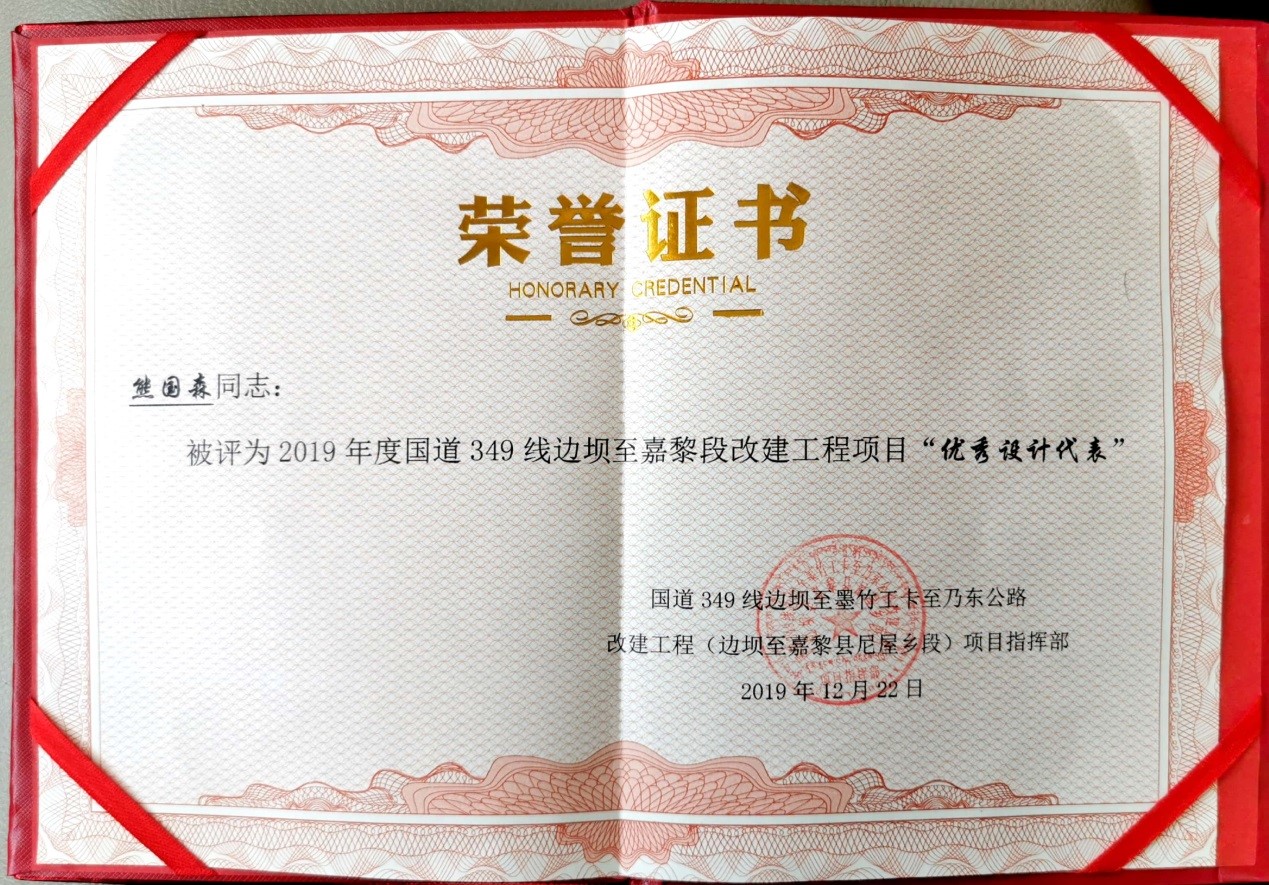 荣誉证书
HONORARY CREDENTIAL
熊国森同志：
被评为2019年度国道349线边坝至嘉黎段改建工程项目“优秀设计代表”
国道349线边坝至墨竹工卡至乃东公路
改建工程（边坝至嘉黎县尼屋乡段）项目指挥部
2019年12月22日